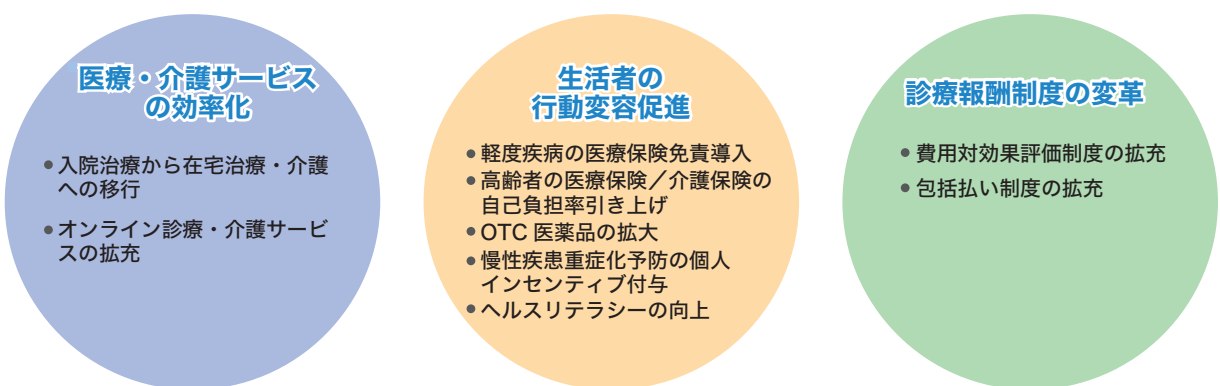 医療・介護サービス
の効率化
● 入院治療から在宅治療・介護
への移行
● オンライン診療・介護サービ
スの拡充
生活者の
行動変容促進
● 軽度疾病の医療保険免責導入
● 高齢者の医療保険／介護保険の
自己負担率引き上げ
● OTC 医薬品の拡大
● 慢性疾患重症化予防の個人
インセンティブ付与
● ヘルスリテラシーの向上
診療報酬制度の変革
● 費用対効果評価制度の拡充
● 包括払い制度の拡充